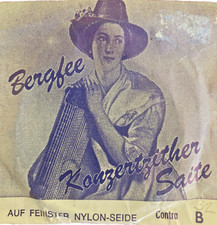 Bergfee
Konzertzither
Saite
AUF FEINSTER NYLON-SEIDE Contra B